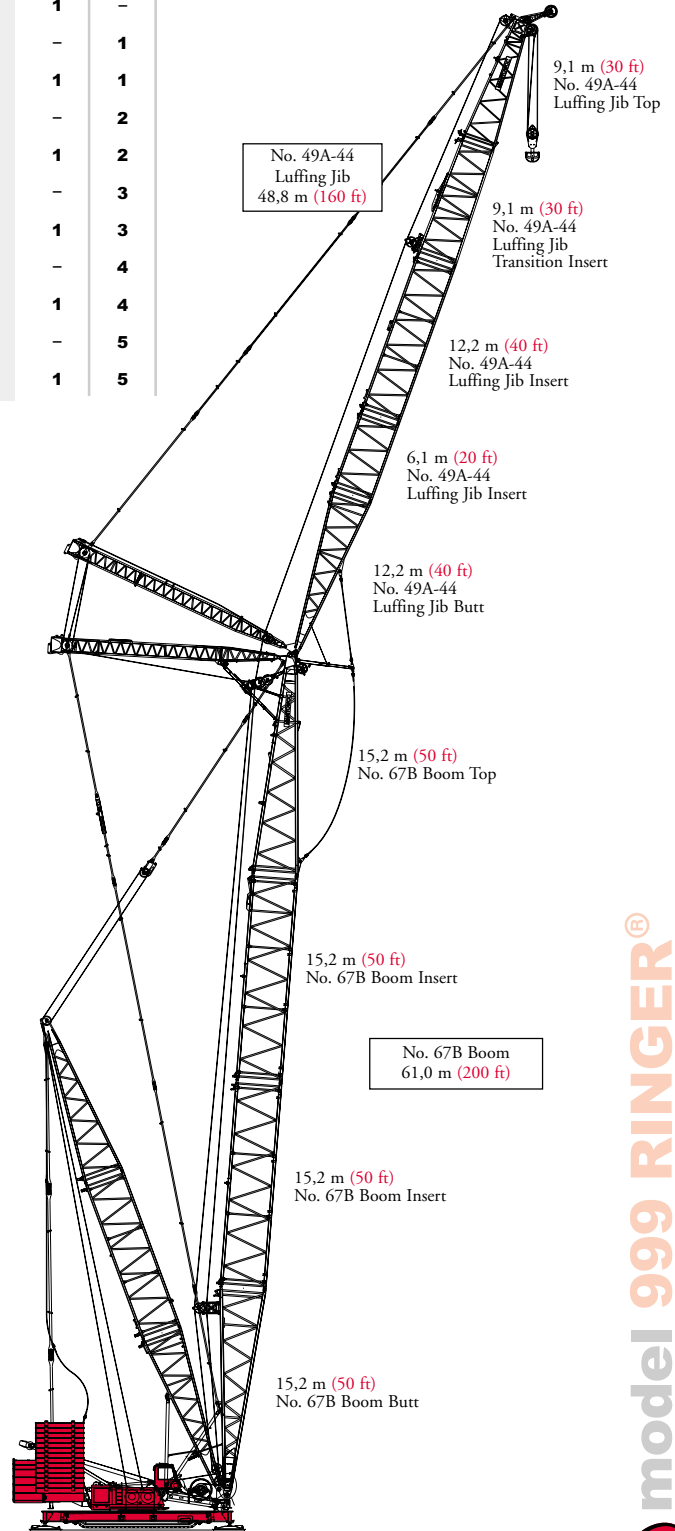 1 –
– 1
1 1
– 2
1 2
– 3
1 3
– 4
1 4
– 5
1 5
9,1 m (30 ft)
No. 49A-44
Luffing Jib Top
No. 49A-44
Luffing Jib
48,8 m (160 ft)
9,1 m (30 ft)
No. 49A-44
Luffing Jib
Transition Insert
12,2 m (40 ft)
No. 49A-44
Luffing Jib Insert
6,1 m (20 ft)
No. 49A-44
Luffing Jib Insert
12,2 m (40 ft)
No. 49A-44
Luffing Jib Butt
15,2 m (50 ft)
No. 67B Boom Top
15,2 m (50 ft)
No. 67B Boom Insert
No. 67B Boom
61,0 m (200 ft)
15,2 m (50 ft)
No. 67B Boom Insert
15,2 m (50 ft)
No. 67B Boom Butt
model 999 RINGER®